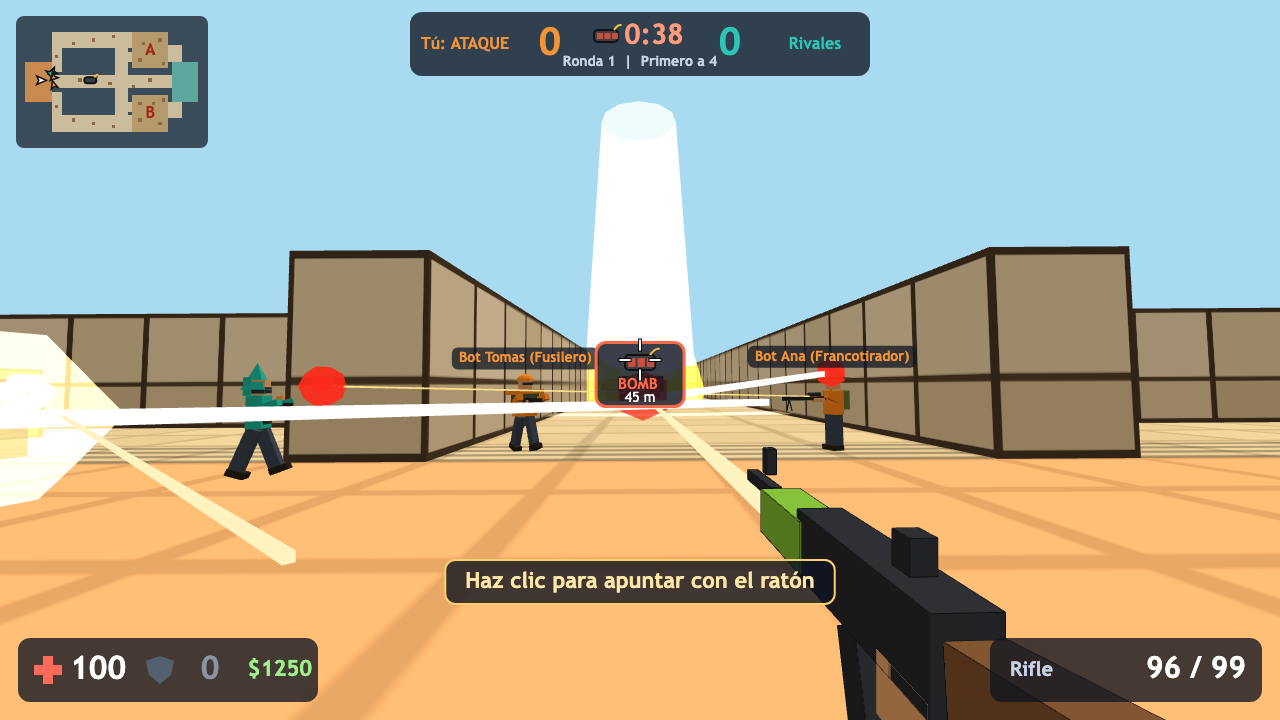 A
B
Tú: ATAQUE
0
0:38
0
Rivales
Ronda 1 | Primero a 4
Bot Tomas (Fusilero)
Bot Ana (Francotirador)
BOMB
45 m
Haz clic para apuntar con el ratón
100
0
$1250
Rifle
96 / 99